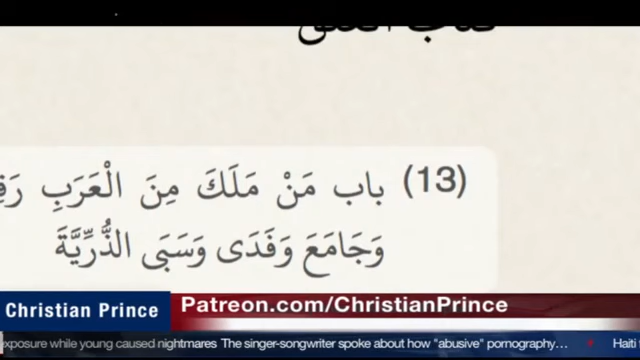 (13) باب مَنْ مَلَكَ مِنَ الْعَرَبِ
وَجَامَعَ وَفَدَى وَسَبَى الذُّرِّيَّةَ
Christian Prince
Patreon.com/ChristianPrince
exposure while young caused nightmares The singer-songwriter spoke about how "abusive" pornography… • Haiti